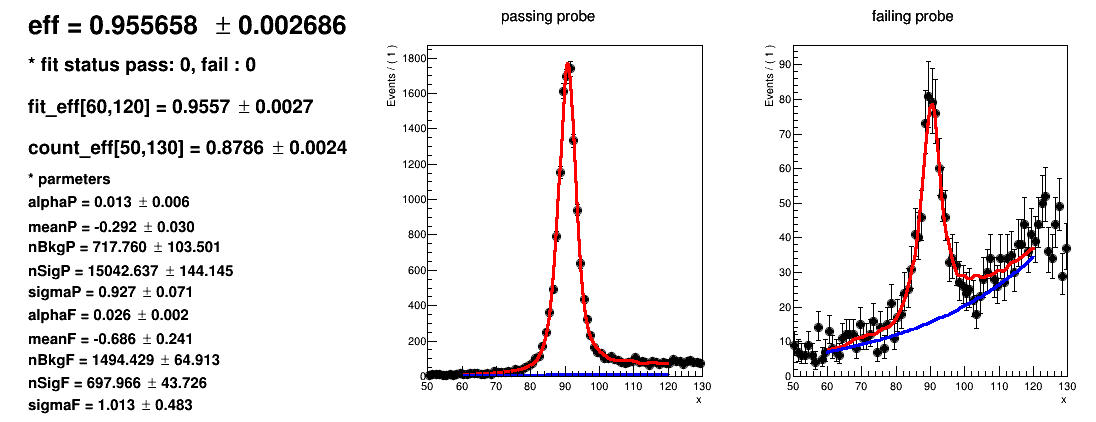 eff = 0.955658 ± 0.002686
* fit status pass: 0, fail : 0
fit_eff[60,120] = 0.9557 ± 0.0027
count_eff[50,130] = 0.8786 ± 0.0024
* parmeters
alphaP = 0.013 ± 0.006
meanP = -0.292 ± 0.030
nBkgP = 717.760 ± 103.501
nSigP = 15042.637 ± 144.145
sigmaP = 0.927 ± 0.071
alphaF = 0.026 ± 0.002
meanF = -0.686 ± 0.241
nBkgF = 1494.429 ± 64.913
nSigF = 697.966 ± 43.726
sigmaF = 1.013 ± 0.483
passing probe
Events / ( 1 )
1800
1600
1400
1200
1000
800
600
400
200
0
50 60 70 80 90 100 110 120 130
x
failing probe
Events / ( 1 )
90
80
70
60
50
40
30
20
10
0
50 60 70 80 90 100 110 120 130
x